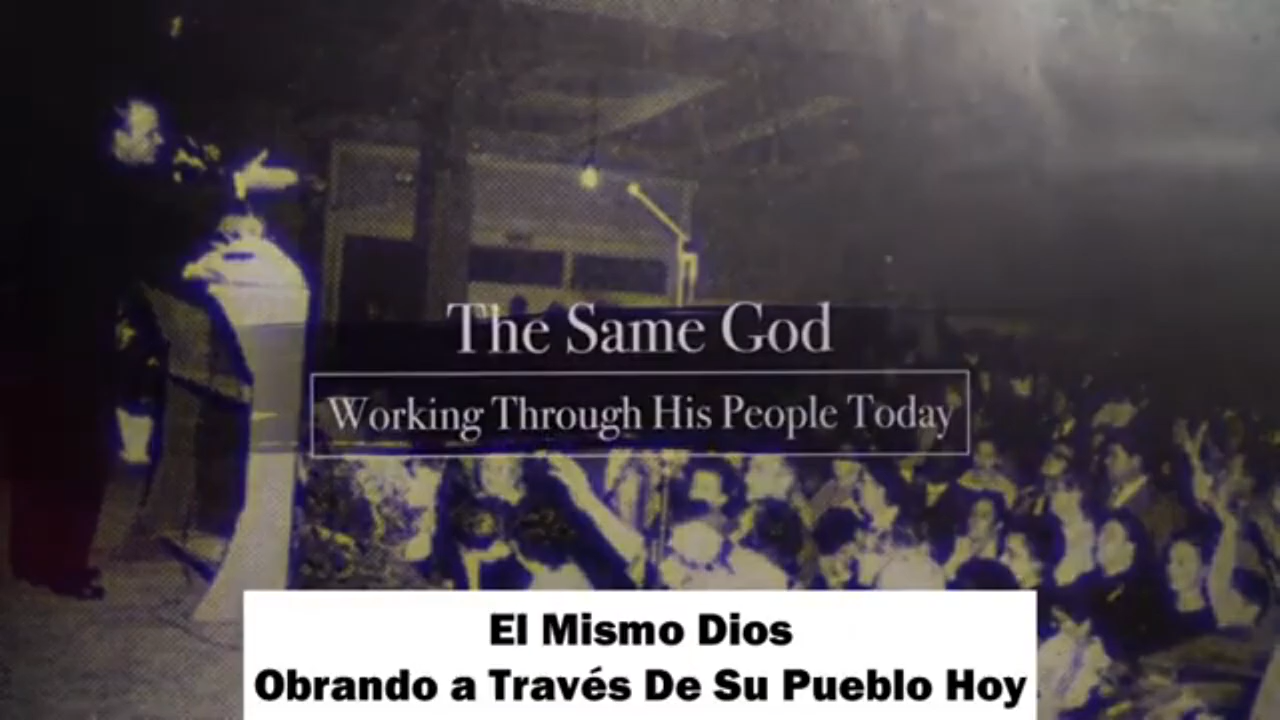 The Same God
Working Through His People Today
El Mismo Dios
Obrando a Través De Su Pueblo Hoy